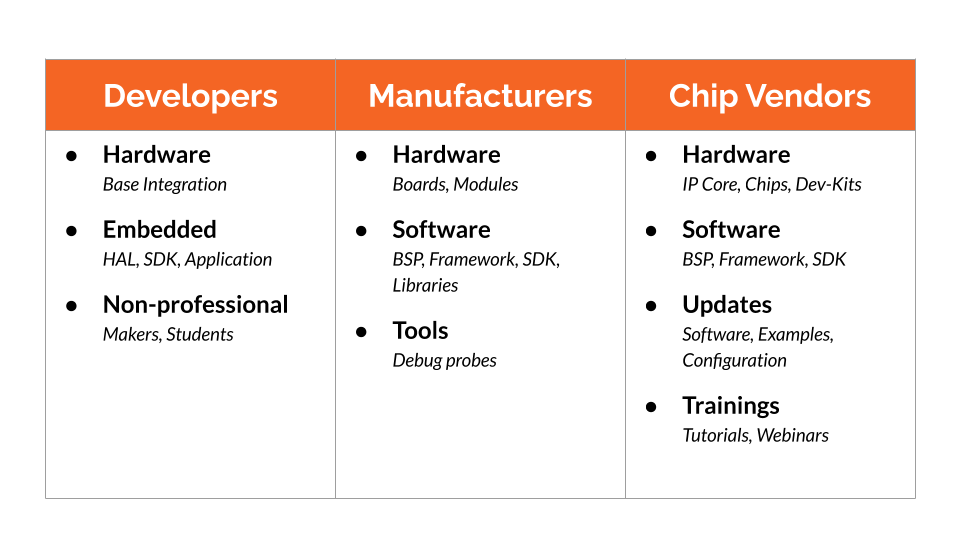 Developers
Hardware
Base Integration
Embedded
HAL, SDK, Application
Non-professional
Makers, Students
Manufacturers
Hardware
Boards, Modules
Software
BSP, Framework, SDK,
Libraries
Tools
Debug probes
Chip Vendors
Hardware
IP Core, Chips, Dev-Kits
Software
BSP, Framework, SDK
Updates
Software, Examples,
Configuration
Trainings
Tutorials, Webinars